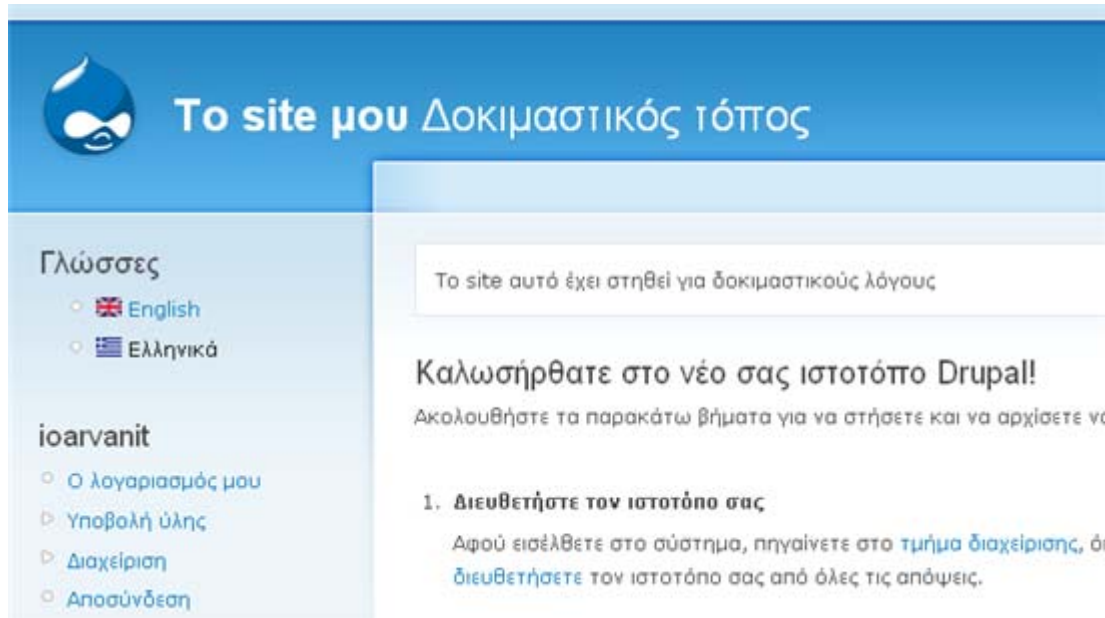 Το site μου Δοκιμαστικός τόπος
Γλώσσες
English
Ελληνικά
ioarvanit
Ο λογαριασμός μου
Υποβολή ύλης
Διαχείριση
Αποσύνδεση
Το site αυτό έχει στηθεί για δοκιμαστικούς λόγους
Καλωσήρθατε στο νέο σας ιστοτόπο Drupal!
Ακολουθήστε τα παρακάτω βήματα για να στήσετε και να αρχίσετε
1. Διευθετήστε τον ιστοτόπο σας
Αφού εισέλθετε στο σύστημα, πηγαίνετε στο τμήμα διαχείρισης,
διευθετήσετε τον ιστοτόπο σας από όλες τις απόψεις.